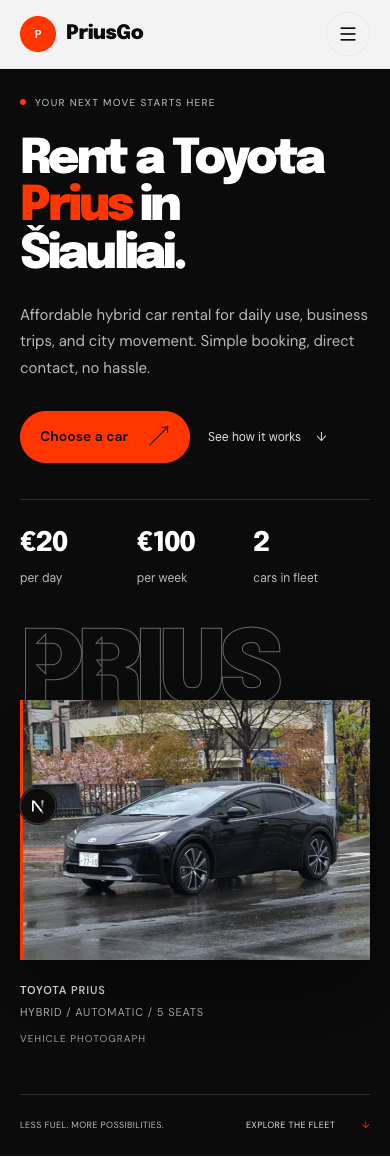 P PriusGo
YOUR NEXT MOVE STARTS HERE
Rent a Toyota
Prius in
Šiauliai.
Affordable hybrid car rental for daily use, business
trips, and city movement. Simple booking, direct
contact, no hassle.
Choose a car ↗ See how it works ↓
€20 €100 2
per day per week cars in fleet
PRIUS
N
TOYOTA PRIUS
HYBRID / AUTOMATIC / 5 SEATS
VEHICLE PHOTOGRAPH
LESS FUEL. MORE POSSIBILITIES. EXPLORE THE FLEET ↓